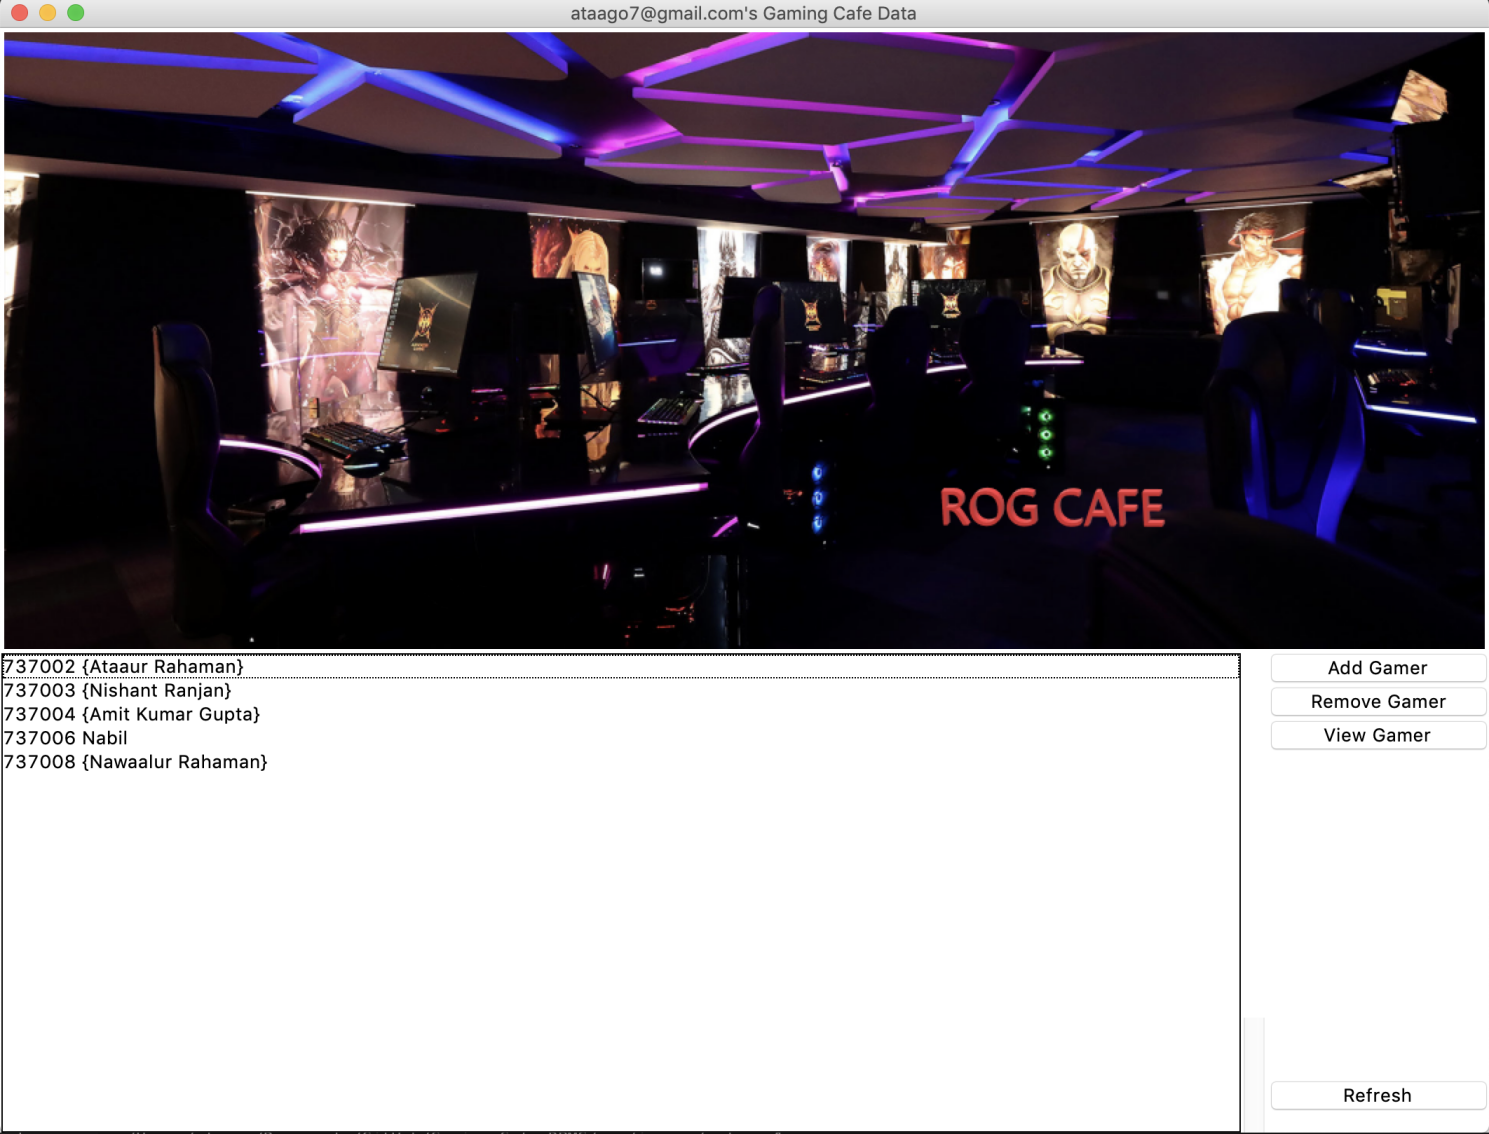 ataago7@gmail.com's Gaming Cafe Data
ROG CAFE
737002 {Ataaur Rahaman}
737003 {Nishant Ranjan}
737004 {Amit Kumar Gupta}
737006 Nabil
737008 {Nawaalur Rahaman}
Add Gamer
Remove Gamer
View Gamer
Refresh